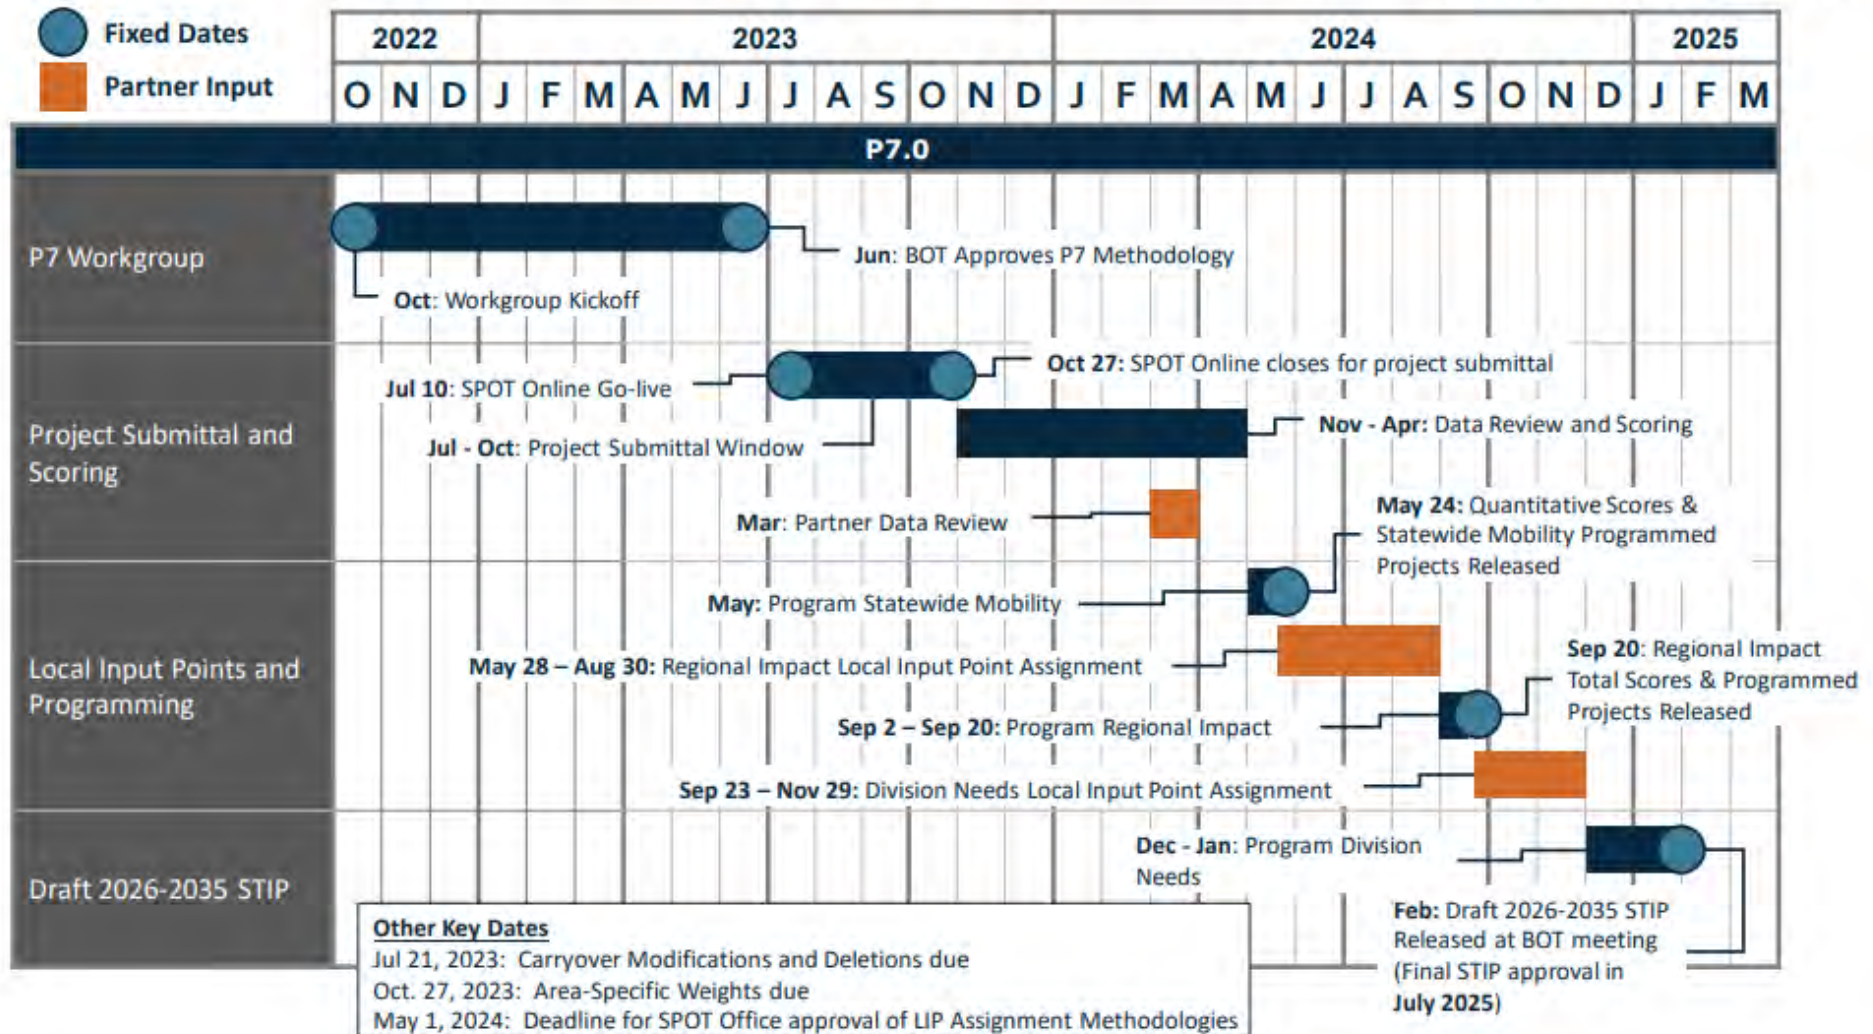 Fixed Dates
Partner Input
2022 2023 2024 2025
O N D J F M A M J J A S O N D J F M A M J J A S O N D J F M
P7.0
P7 Workgroup
Jun: BOT Approves P7 Methodology
Oct: Workgroup Kickoff
Project Submittal and
Scoring
Oct 27: SPOT Online closes for project submittal
Jul 10: SPOT Online Go-live
Nov - Apr: Data Review and Scoring
Jul - Oct: Project Submittal Window
Mar: Partner Data Review
May 24: Quantitative Scores &
Statewide Mobility Programmed
Projects Released
Local Input Points and
Programming
May: Program Statewide Mobility
May 28 – Aug 30: Regional Impact Local Input Point Assignment
Sep 20: Regional Impact
Total Scores & Programmed
Projects Released
Sep 2 – Sep 20: Program Regional Impact
Sep 23 – Nov 29: Division Needs Local Input Point Assignment
Draft 2026-2035 STIP
Dec - Jan: Program Division
Needs
Feb: Draft 2026-2035 STIP
Released at BOT meeting
(Final STIP approval in
July 2025)
Other Key Dates
Jul 21, 2023: Carryover Modifications and Deletions due
Oct. 27, 2023: Area-Specific Weights due
May 1, 2024: Deadline for SPOT Office approval of LIP Assignment Methodologies